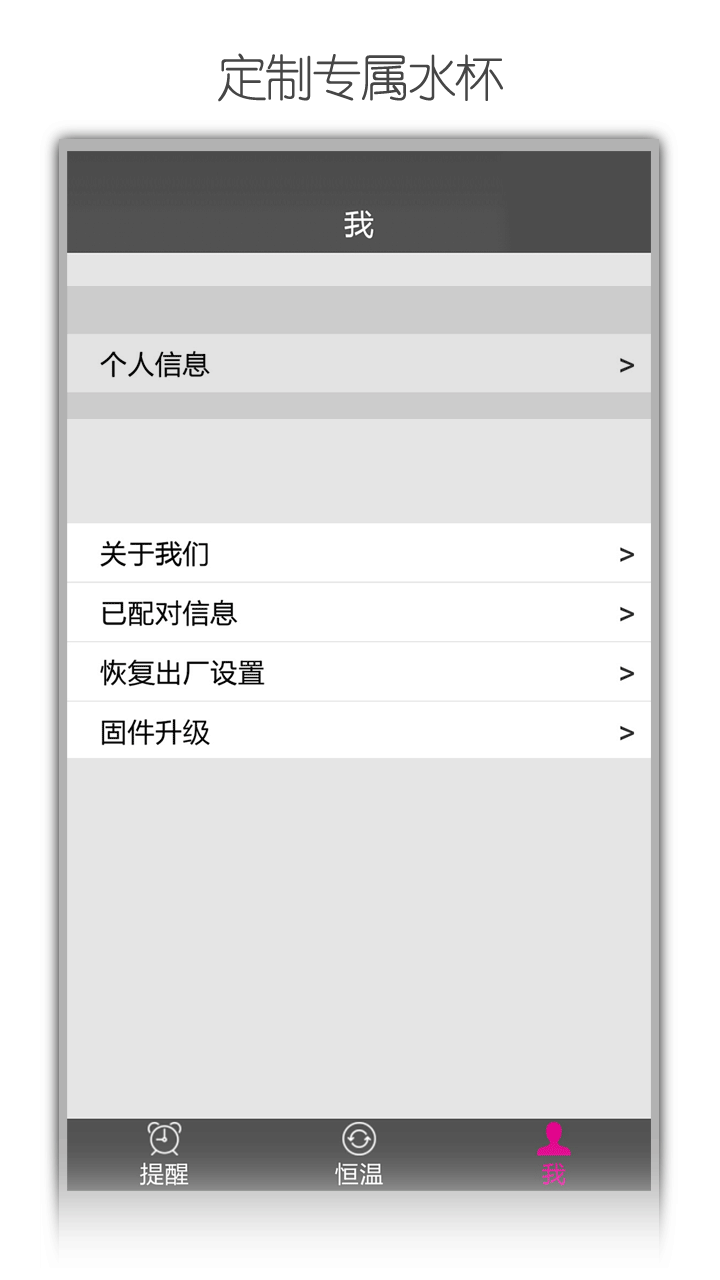 定制专属水杯
我
个人信息 >
关于我们 >
已配对信息 >
恢复出厂设置 >
固件升级 >
提醒 恒温 我